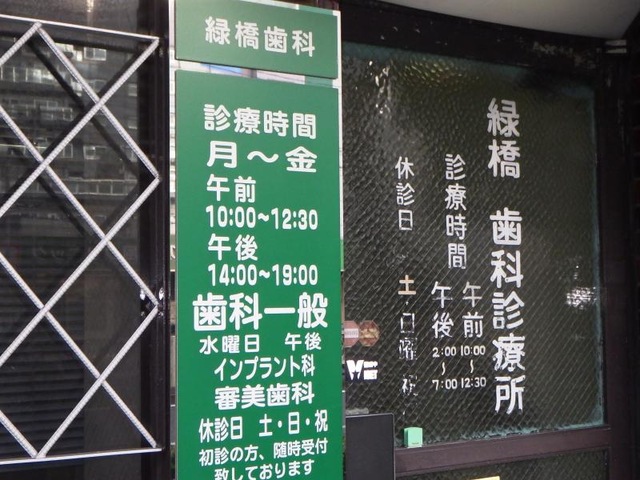 緑橋歯科
診療時間
月～金
午前
10:00～12:30
午後
14:00～19:00
歯科一般
水曜日 午後
インプラント科
審美歯科
休診日 土・日・祝
初診の方、随時受付
致しております
緑橋 歯科診療所
診療時間
午前 10:00～12:30
午後 2:00～7:00
休診日 土・日曜・祝